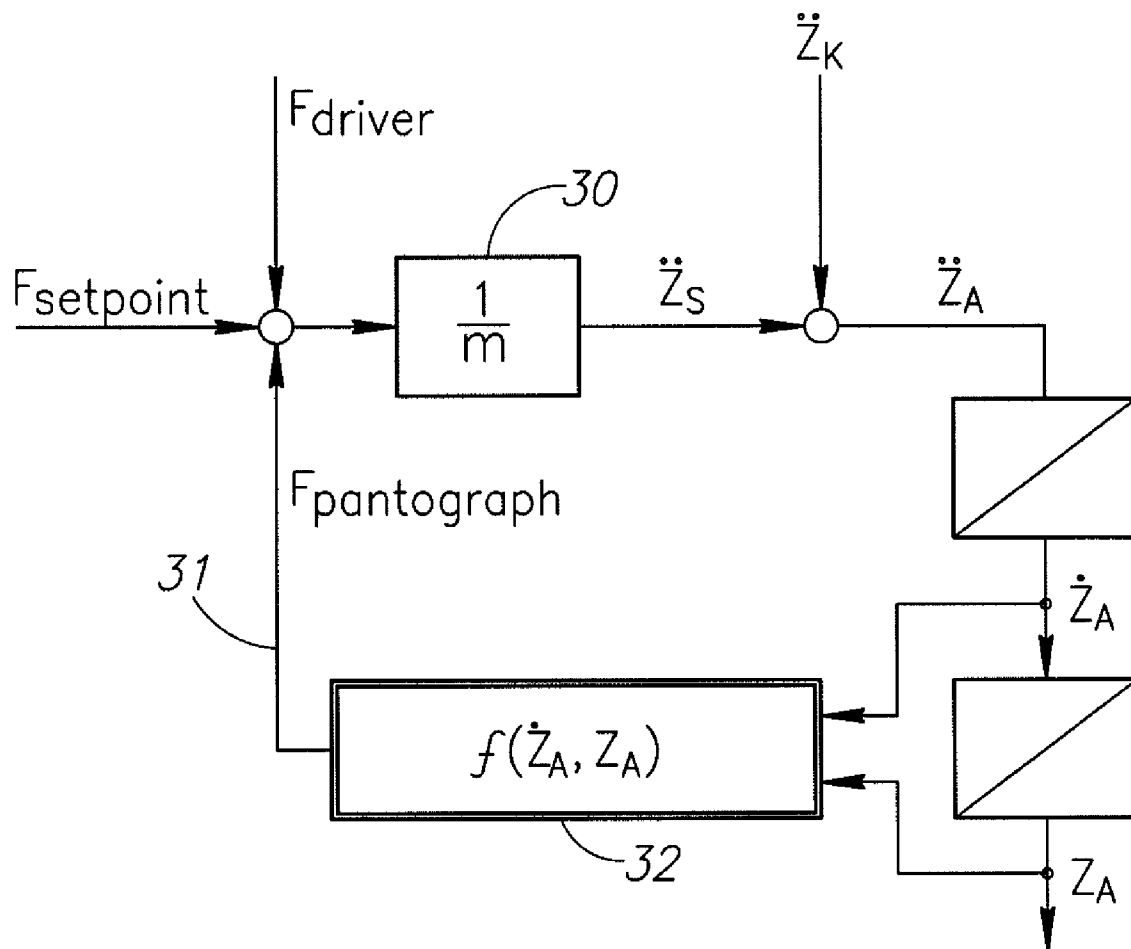 Z̈K
Fdriver
30
Fsetpoint
1
m
Z̈S
Z̈A
Fpantograph
31
ŻA
f(ŻA, ZA)
32
ZA